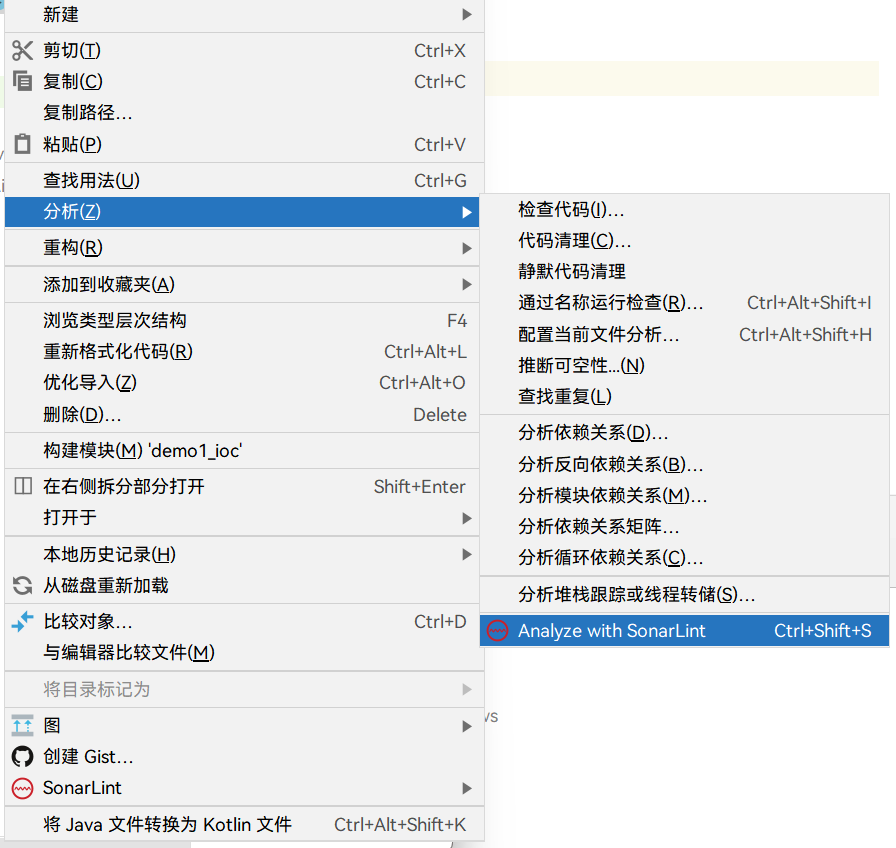 新建
剪切(T) Ctrl+X
复制(C) Ctrl+C
复制路径...
粘贴(P) Ctrl+V
查找用法(U) Ctrl+G
分析(Z)
重构(R)
添加到收藏夹(A)
浏览类型层次结构 F4
重新格式化代码(R) Ctrl+Alt+L
优化导入(Z) Ctrl+Alt+O
删除(D)... Delete
构建模块(M) 'demo1_ioc'
在右侧拆分部分打开 Shift+Enter
打开于
本地历史记录(H)
从磁盘重新加载
比较对象... Ctrl+D
与编辑器比较文件(M)
将目录标记为
图
创建 Gist...
SonarLint
将 Java 文件转换为 Kotlin 文件 Ctrl+Alt+Shift+K
检查代码(I)...
代码清理(C)...
静默代码清理
通过名称运行检查(R)... Ctrl+Alt+Shift+I
配置当前文件分析... Ctrl+Alt+Shift+H
推断可空性...(N)
查找重复(L)
分析依赖关系(D)...
分析反向依赖关系(B)...
分析模块依赖关系(M)...
分析依赖关系矩阵...
分析循环依赖关系(C)...
分析堆栈跟踪或线程转储(S)...
Analyze with SonarLint Ctrl+Shift+S